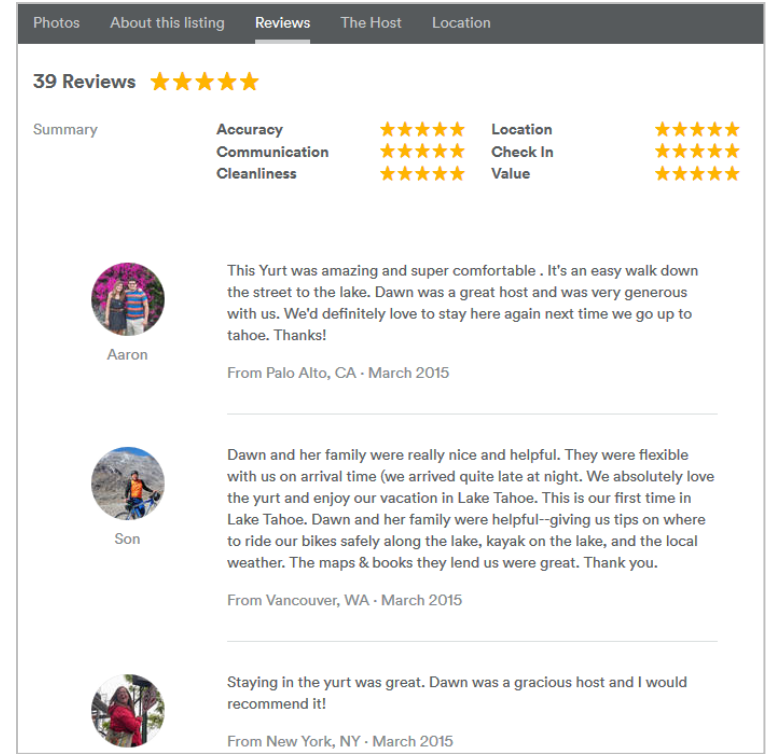 Photos About this listing Reviews The Host Location
39 Reviews
Summary
Accuracy
Communication
Cleanliness
Location
Check In
Value
This Yurt was amazing and super comfortable . It's an easy walk down
the street to the lake. Dawn was a great host and was very generous
with us. We'd definitely love to stay here again next time we go up to
tahoe. Thanks!
Aaron
From Palo Alto, CA · March 2015
Dawn and her family were really nice and helpful. They were flexible
with us on arrival time (we arrived quite late at night. We absolutely love
the yurt and enjoy our vacation in Lake Tahoe. This is our first time in
Lake Tahoe. Dawn and her family were helpful--giving us tips on where
to ride our bikes safely along the lake, kayak on the lake, and the local
weather. The maps & books they lend us were great. Thank you.
Son
From Vancouver, WA · March 2015
Staying in the yurt was great. Dawn was a gracious host and I would
recommend it!
From New York, NY · March 2015